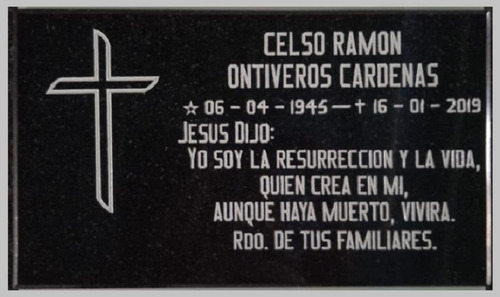 CELSO RAMON
ONTIVEROS CARDENAS
☆ 06 - 04 - 1945 — † 16 - 01 - 2019
JESUS DIJO:
YO SOY LA RESURRECCION Y LA VIDA,
QUIEN CREA EN MI,
AUNQUE HAYA MUERTO, VIVIRA.
RDO. DE TUS FAMILIARES.